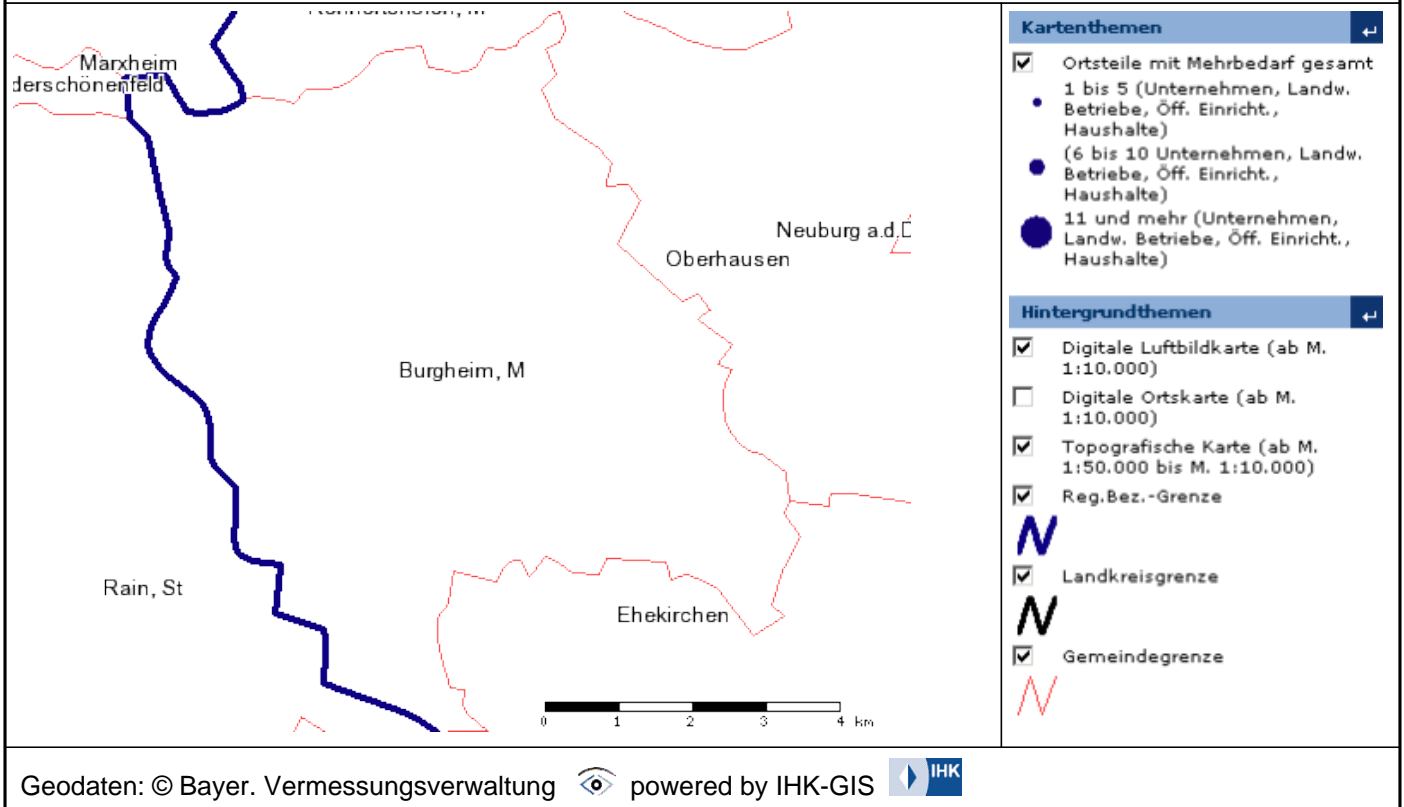 Marxheim
derschönenfeld
Neuburg a.d.
Oberhausen
Burgheim, M
Rain, St
Ehekirchen
0 1 2 3 4 km
Kartenthemen
Ortsteile mit Mehrbedarf gesamt
1 bis 5 (Unternehmen, Landw.
Betriebe, Öff. Einricht.,
Haushalte)
(6 bis 10 Unternehmen, Landw.
Betriebe, Öff. Einricht.,
Haushalte)
11 und mehr (Unternehmen,
Landw. Betriebe, Öff. Einricht.,
Haushalte)
Hintergrundthemen
Digitale Luftbildkarte (ab M.
1:10.000)
Digitale Ortskarte (ab M.
1:10.000)
Topografische Karte (ab M.
1:50.000 bis M. 1:10.000)
Reg.Bez.-Grenze
Landkreisgrenze
Gemeindegrenze
Geodaten: © Bayer. Vermessungsverwaltung powered by IHK-GIS IHK